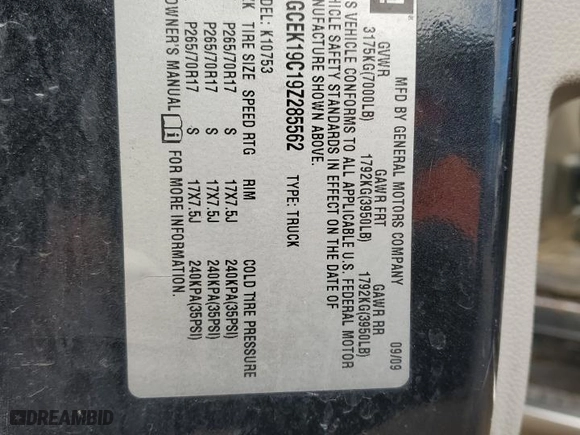 MFD BY GENERAL MOTORS COMPANY 09/09
GVWR GAWR FRT GAWR RR
3175KG(7000LB) 1792KG(3950LB) 1792KG(3950LB)
VEHICLE CONFORMS TO ALL APPLICABLE U.S. FEDERAL MOTOR
SAFETY STANDARDS IN EFFECT ON THE DATE OF
SHOWN ABOVE.
GCEK19C19Z285562 TYPE: TRUCK
MODEL: K10753
TIRE SIZE SPEED RTG RIM COLD TIRE PRESSURE
P265/70R17 S 17X7.5J 240KPA(35PSI)
P265/70R17 S 17X7.5J 240KPA(35PSI)
P265/70R17 S 17X7.5J 240KPA(35PSI)
OWNER'S MANUAL FOR MORE INFORMATION.
DREAMBID